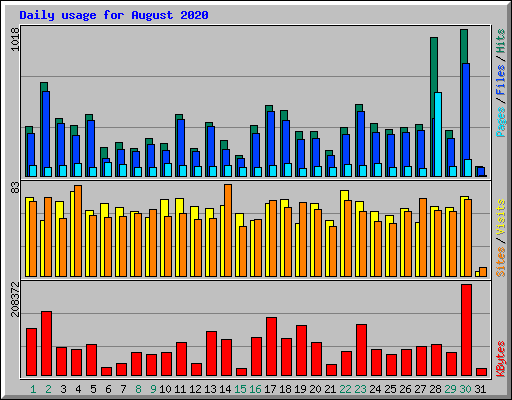 Daily usage for August 2020
1018
Pages / Files / Hits
83
Sites / Visits
208372
KBytes
1 2 3 4 5 6 7 8 9 10 11 12 13 14 15 16 17 18 19 20 21 22 23 24 25 26 27 28 29 30 31